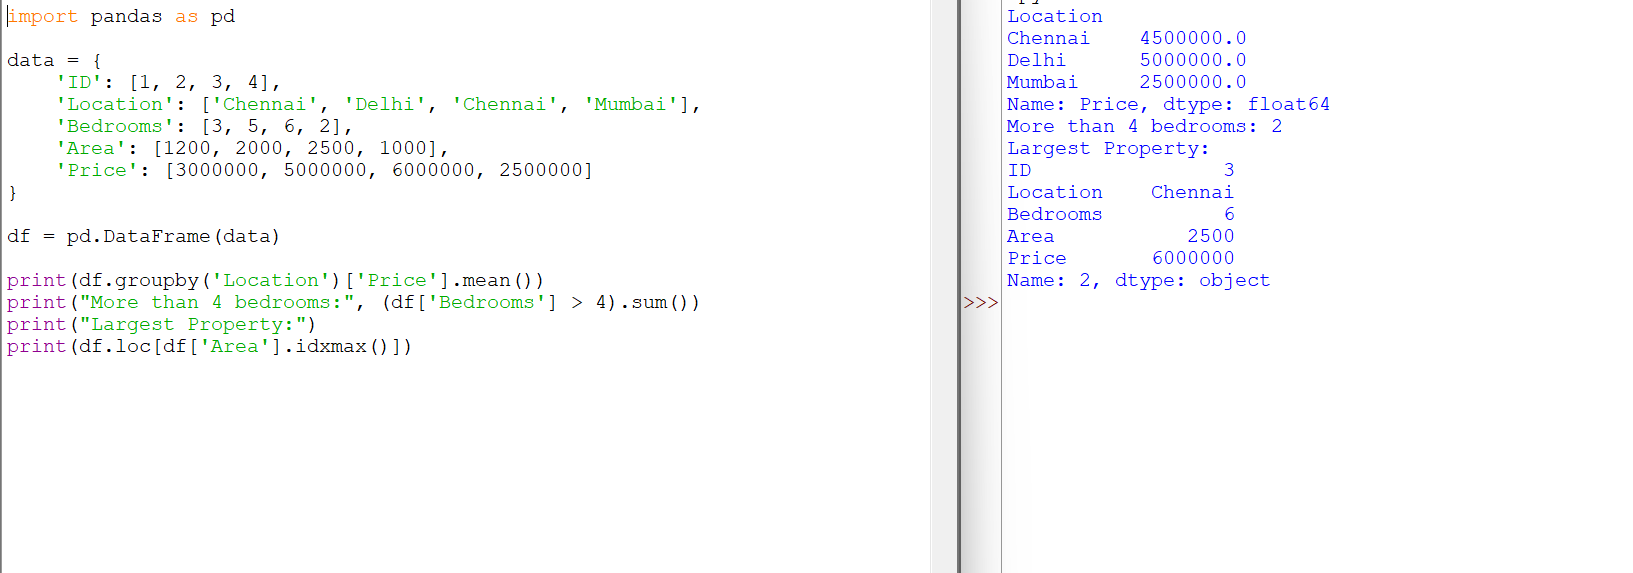 import pandas as pd
data = {
    'ID': [1, 2, 3, 4],
    'Location': ['Chennai', 'Delhi', 'Chennai', 'Mumbai'],
    'Bedrooms': [3, 5, 6, 2],
    'Area': [1200, 2000, 2500, 1000],
    'Price': [3000000, 5000000, 6000000, 2500000]
}
df = pd.DataFrame(data)
print(df.groupby('Location')['Price'].mean())
print("More than 4 bedrooms:", (df['Bedrooms'] > 4).sum())
print("Largest Property:")
print(df.loc[df['Area'].idxmax()])
Location
Chennai    4500000.0
Delhi      5000000.0
Mumbai     2500000.0
Name: Price, dtype: float64
More than 4 bedrooms: 2
Largest Property:
ID                3
Location    Chennai
Bedrooms          6
Area           2500
Price       6000000
Name: 2, dtype: object
>>>